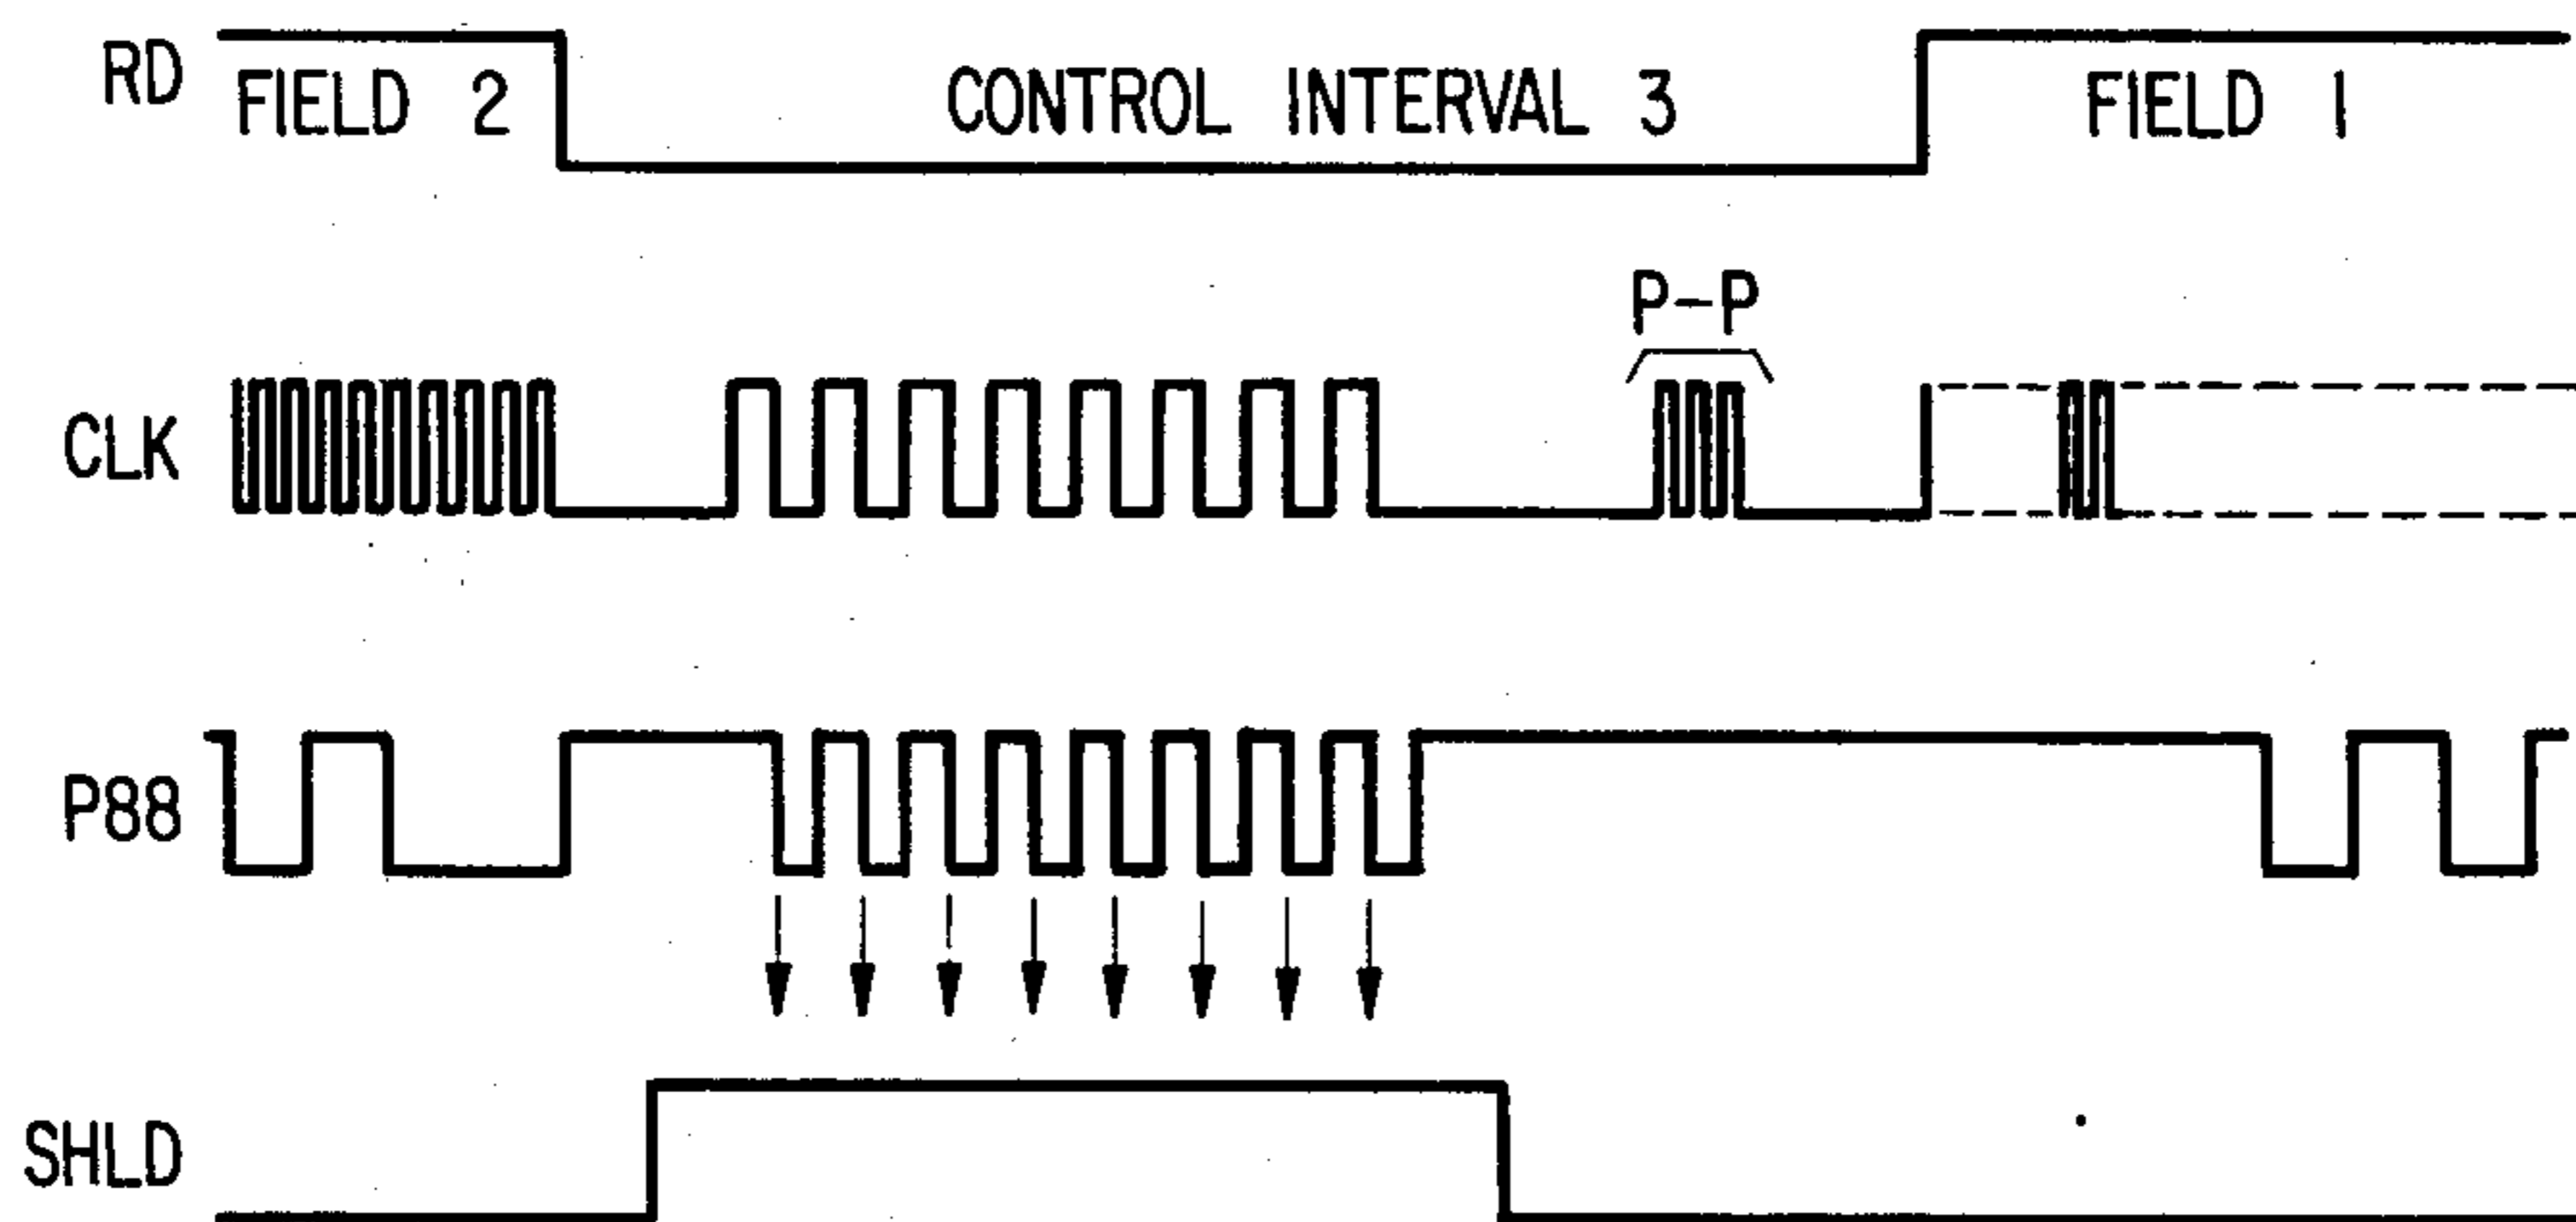 RD
FIELD 2
CONTROL INTERVAL 3
FIELD 1
P-P
CLK
P88
SHLD